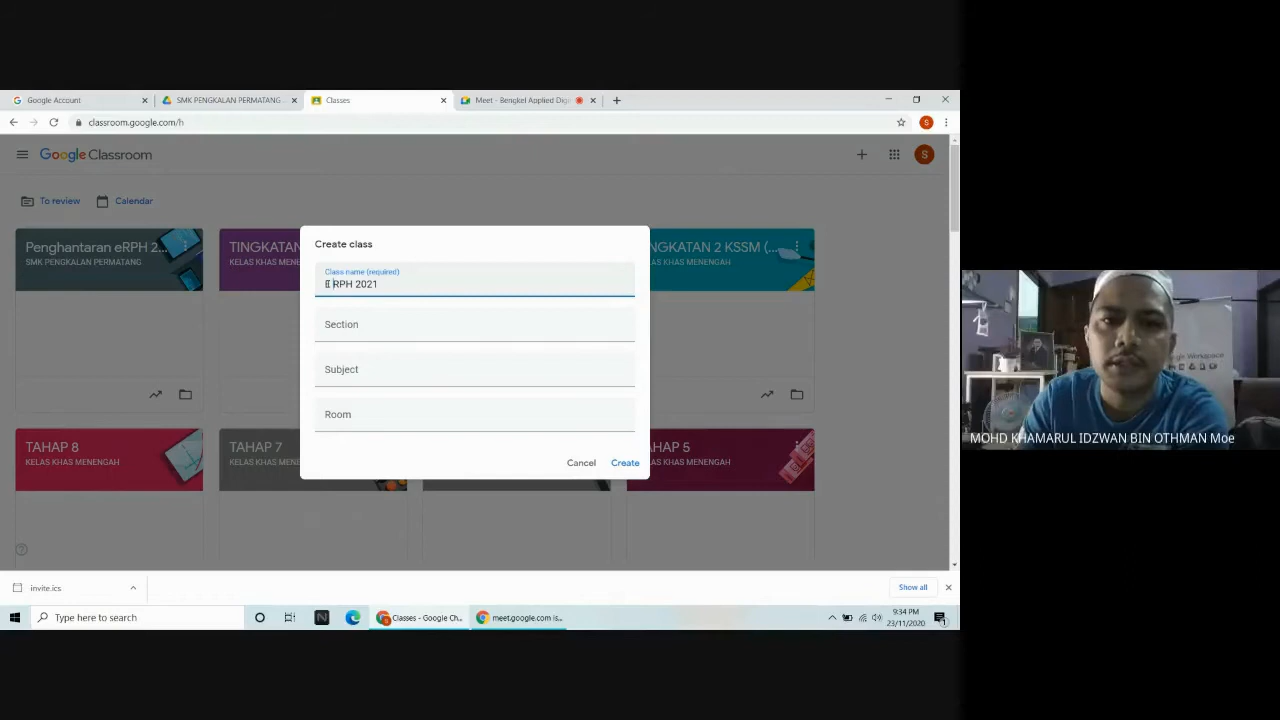 Google Account
SMK PENGKALAN PERMATANG
Classes
Meet - Bengkel Applied Dig
classroom.google.com/h
S
Google Classroom
S
To review
Calendar
Penghantaran eRPH 2...
SMK PENGKALAN PERMATANG
TINGKATAN
KELAS KHAS MENE
KATAN 2 KSSM (...
KELAS KHAS MENENGAH
Create class
Class name (required)
E RPH 2021
Section
Subject
Room
Cancel
Create
TAHAP 8
KELAS KHAS MENENGAH
TAHAP 7
KELAS KHAS MENENGAH
AP 5
KELAS KHAS MENENGAH
MOHD KHAMARUL IDZWAN BIN OTHMAN Moe
invite.ics
Show all
Type here to search
Classes - Google Ch...
meet.google.com is...
9:34 PM
23/11/2020